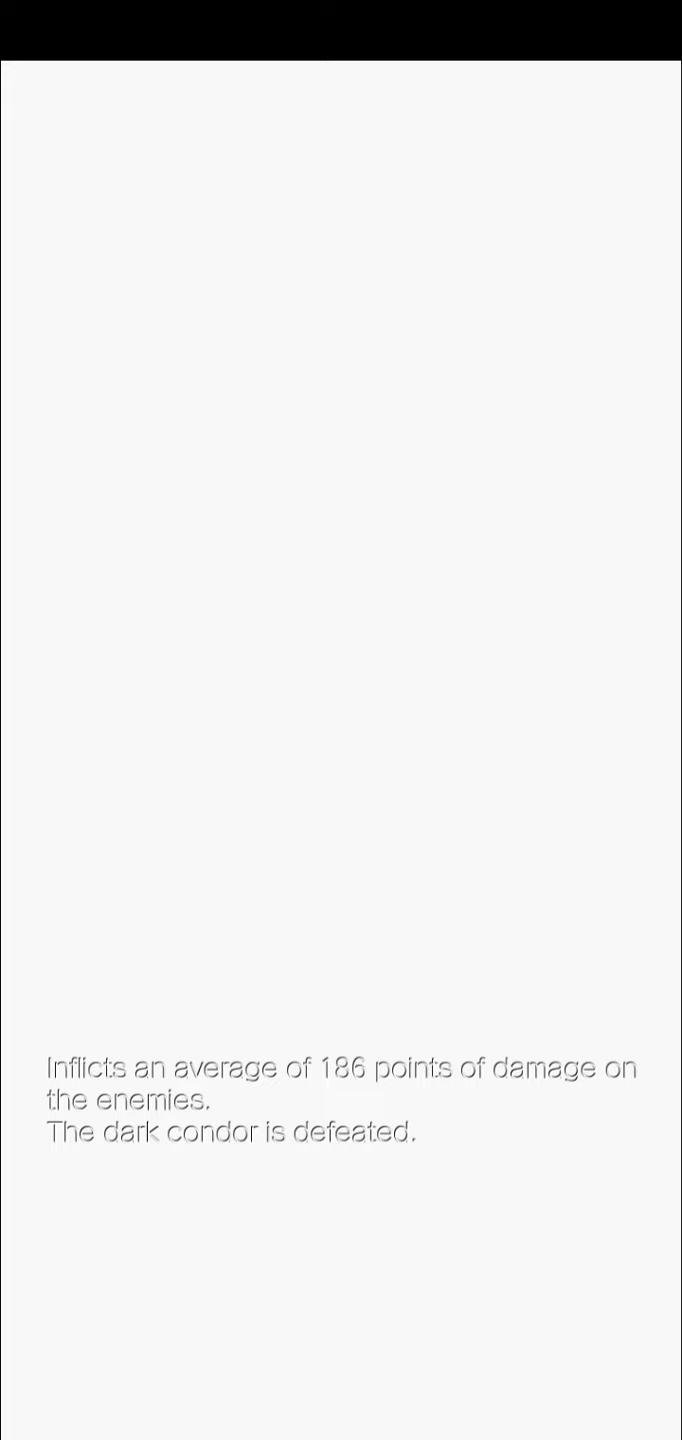 Inflicts an average of 186 points of damage on
the enemies.
The dark condor is defeated.